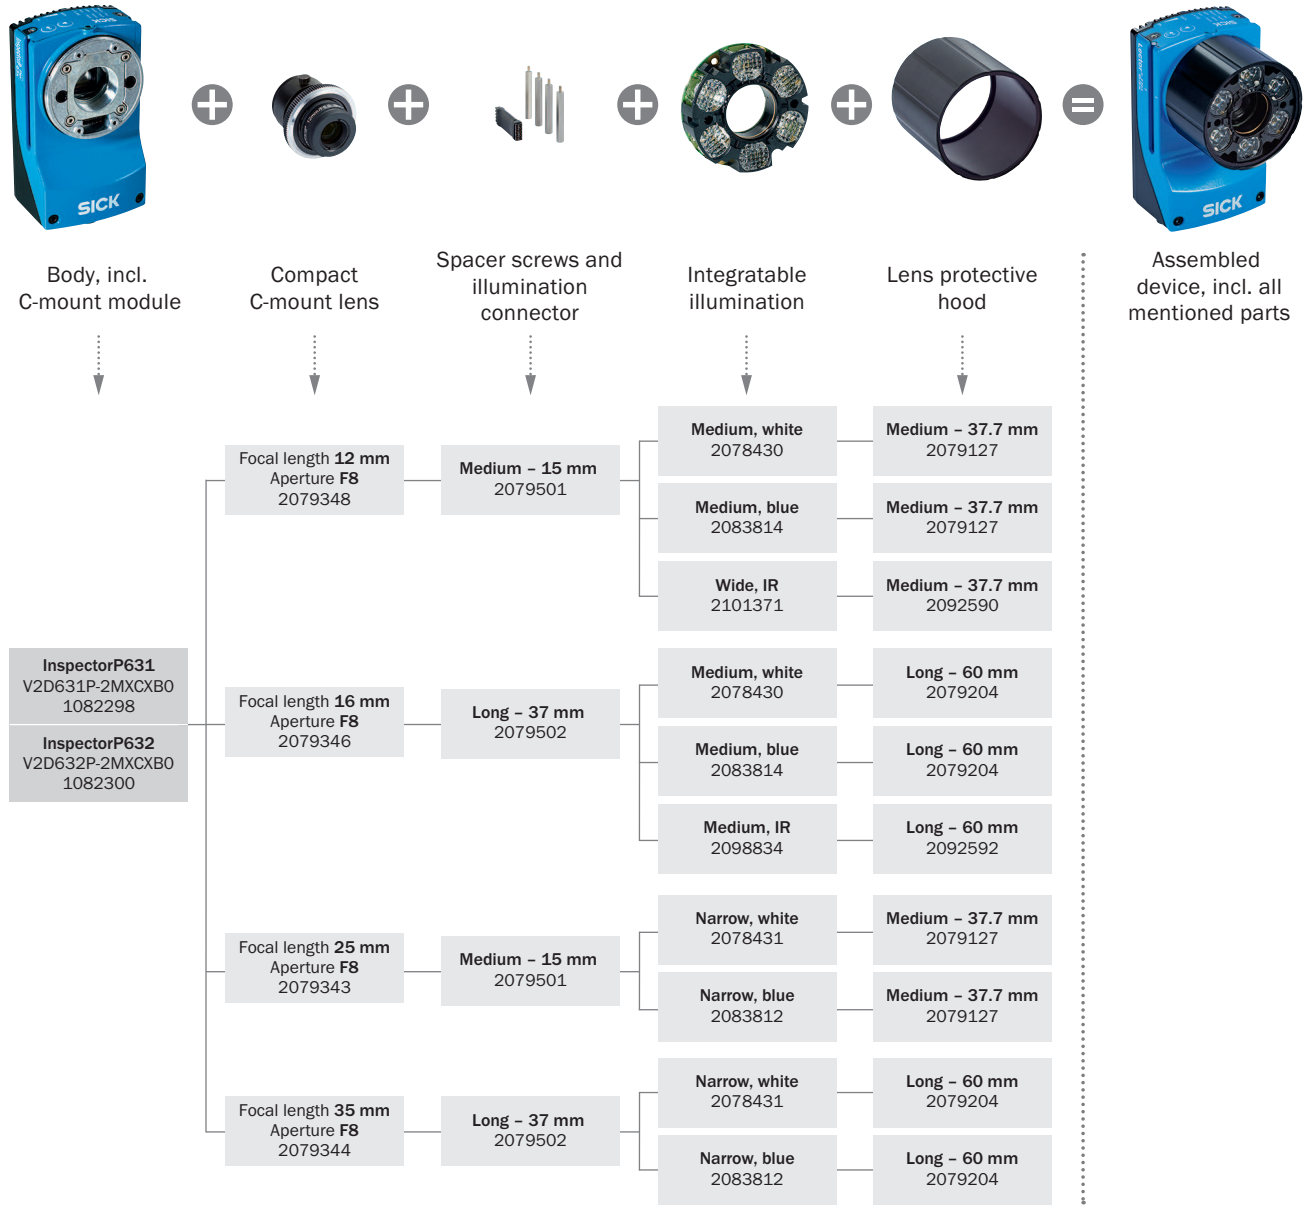 SICK
SICK
Body, incl.
C-mount module
Compact
C-mount lens
Spacer screws and
illumination
connector
Integratable
illumination
Lens protective
hood
Assembled
device, incl. all
mentioned parts
InspectorP631
V2D631P-2MXCXB0
1082298
InspectorP632
V2D632P-2MXCXB0
1082300
Focal length 12 mm
Aperture F8
2079348
Medium – 15 mm
2079501
Medium, white
2078430
Medium – 37.7 mm
2079127
Medium, blue
2083814
Medium – 37.7 mm
2079127
Wide, IR
2101371
Medium – 37.7 mm
2092590
Focal length 16 mm
Aperture F8
2079346
Long – 37 mm
2079502
Medium, white
2078430
Long – 60 mm
2079204
Medium, blue
2083814
Long – 60 mm
2079204
Medium, IR
2098834
Long – 60 mm
2092592
Focal length 25 mm
Aperture F8
2079343
Medium – 15 mm
2079501
Narrow, white
2078431
Medium – 37.7 mm
2079127
Narrow, blue
2083812
Medium – 37.7 mm
2079127
Focal length 35 mm
Aperture F8
2079344
Long – 37 mm
2079502
Narrow, white
2078431
Long – 60 mm
2079204
Narrow, blue
2083812
Long – 60 mm
2079204